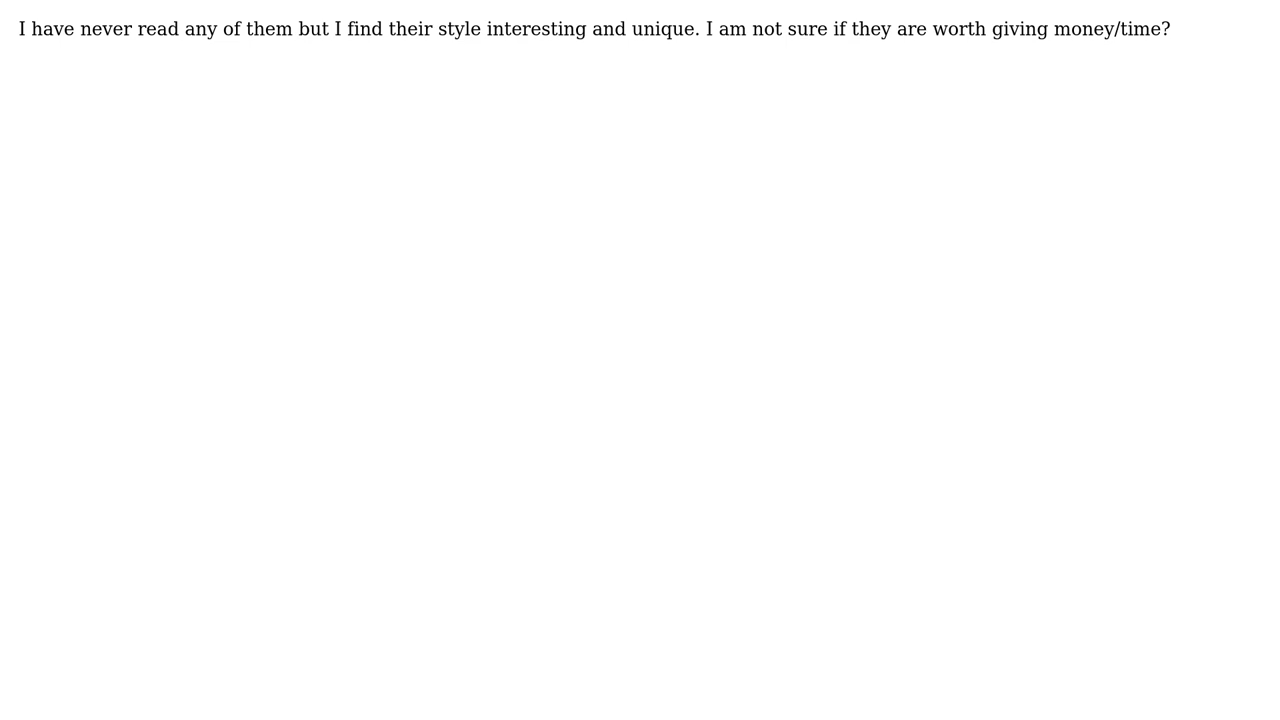 I have never read any of them but I find their style interesting and unique. I am not sure if they are worth giving money/time?